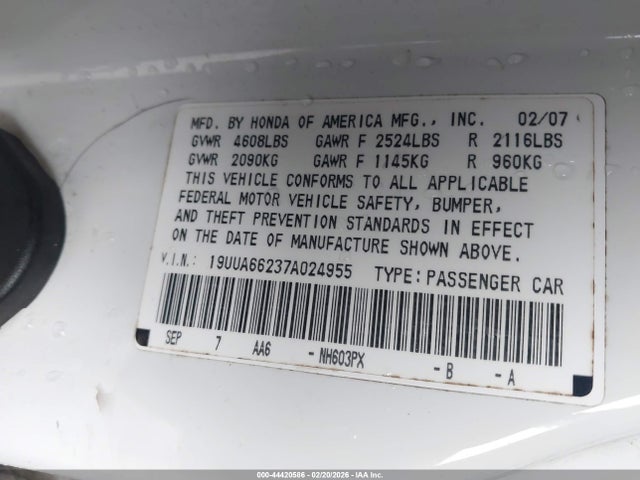 MFD. BY HONDA OF AMERICA MFG., INC. 02/07
GVWR 4608LBS GAWR F 2524LBS R 2116LBS
GVWR 2090KG GAWR F 1145KG R 960KG
THIS VEHICLE CONFORMS TO ALL APPLICABLE
FEDERAL MOTOR VEHICLE SAFETY, BUMPER,
AND THEFT PREVENTION STANDARDS IN EFFECT
ON THE DATE OF MANUFACTURE SHOWN ABOVE.
V.I.N.: 19UUA66237A024955 TYPE:PASSENGER CAR
SEP 7 AA6 -NH603PX -B -A
000-44420586 - 02/20/2026 - IAA Inc.